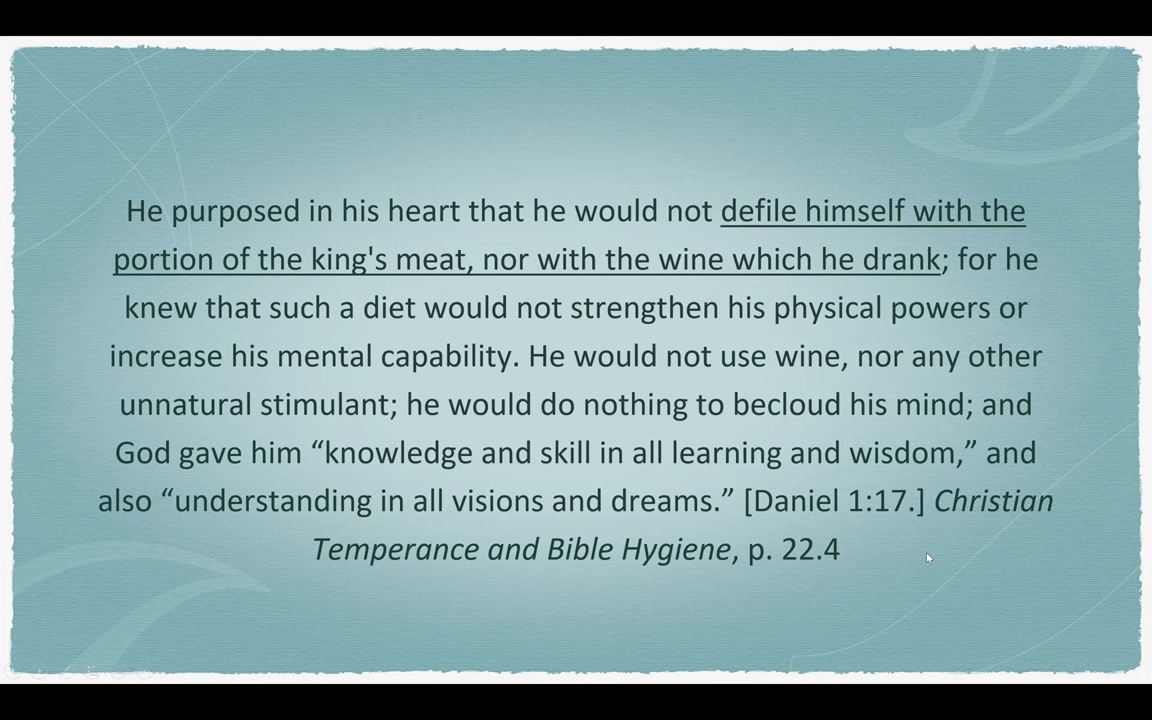 He purposed in his heart that he would not defile himself with the
portion of the king's meat, nor with the wine which he drank; for he
knew that such a diet would not strengthen his physical powers or
increase his mental capability. He would not use wine, nor any other
unnatural stimulant; he would do nothing to becloud his mind; and
God gave him “knowledge and skill in all learning and wisdom,” and
also “understanding in all visions and dreams.” [Daniel 1:17.] Christian
Temperance and Bible Hygiene, p. 22.4